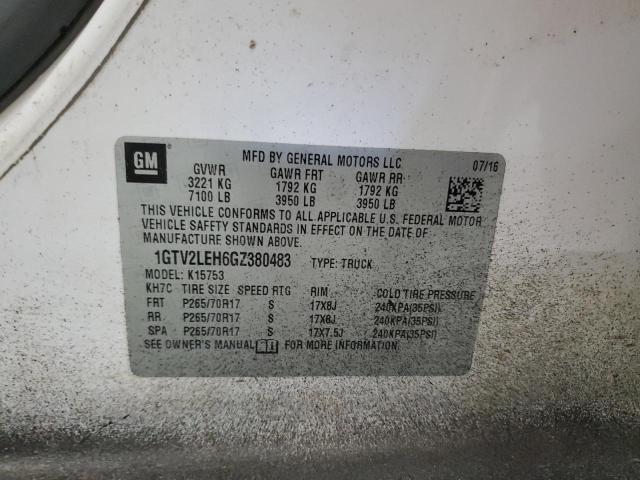 GM
MFD BY GENERAL MOTORS LLC 07/16
GVWR GAWR FRT GAWR RR
3221 KG 1792 KG 1792 KG
7100 LB 3950 LB 3950 LB
THIS VEHICLE CONFORMS TO ALL APPLICABLE U.S. FEDERAL MOTOR
VEHICLE SAFETY STANDARDS IN EFFECT ON THE DATE OF
MANUFACTURE SHOWN ABOVE.
1GTV2LEH6GZ380483 TYPE: TRUCK
MODEL: K15753
KH7C TIRE SIZE SPEED RTG RIM COLD TIRE PRESSURE
FRT P265/70R17 S 17X8J 240KPA(35PSI)
RR P265/70R17 S 17X8J 240KPA(35PSI)
SPA P265/70R17 S 17X7.5J 240KPA(35PSI)
SEE OWNER'S MANUAL FOR MORE INFORMATION.